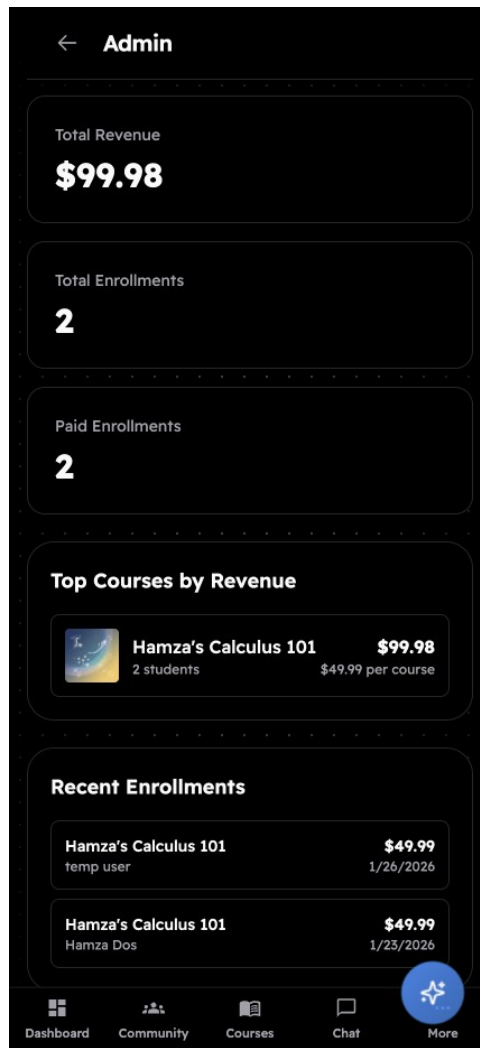 Admin
Total Revenue
$99.98
Total Enrollments
2
Paid Enrollments
2
Top Courses by Revenue
Hamza's Calculus 101 $99.98
2 students $49.99 per course
Recent Enrollments
Hamza's Calculus 101 $49.99
temp user 1/26/2026
Hamza's Calculus 101 $49.99
Hamza Dos 1/23/2026
Dashboard Community Courses Chat More